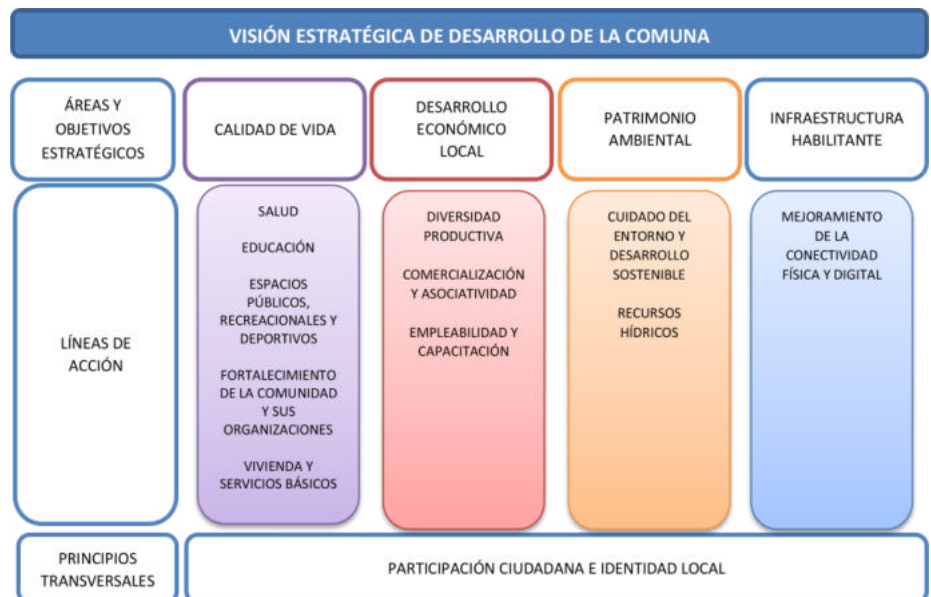 VISIÓN ESTRATÉGICA DE DESARROLLO DE LA COMUNA
ÁREAS Y
OBJETIVOS
ESTRATÉGICOS
CALIDAD DE VIDA
DESARROLLO
ECONÓMICO
LOCAL
PATRIMONIO
AMBIENTAL
INFRAESTRUCTURA
HABILITANTE
LÍNEAS DE
ACCIÓN
SALUD
EDUCACIÓN
ESPACIOS
PÚBLICOS,
RECREACIONALES Y
DEPORTIVOS
FORTALECIMIENTO
DE LA COMUNIDAD
Y SUS
ORGANIZACIONES
VIVIENDA Y
SERVICIOS BÁSICOS
DIVERSIDAD
PRODUCTIVA
COMERCIALIZACIÓN
Y ASOCIATIVIDAD
EMPLEABILIDAD Y
CAPACITACIÓN
CUIDADO DEL
ENTORNO Y
DESARROLLO
SOSTENIBLE
RECURSOS
HÍDRICOS
MEJORAMIENTO
DE LA
CONECTIVIDAD
FÍSICA Y DIGITAL
PRINCIPIOS
TRANSVERSALES
PARTICIPACIÓN CIUDADANA E IDENTIDAD LOCAL